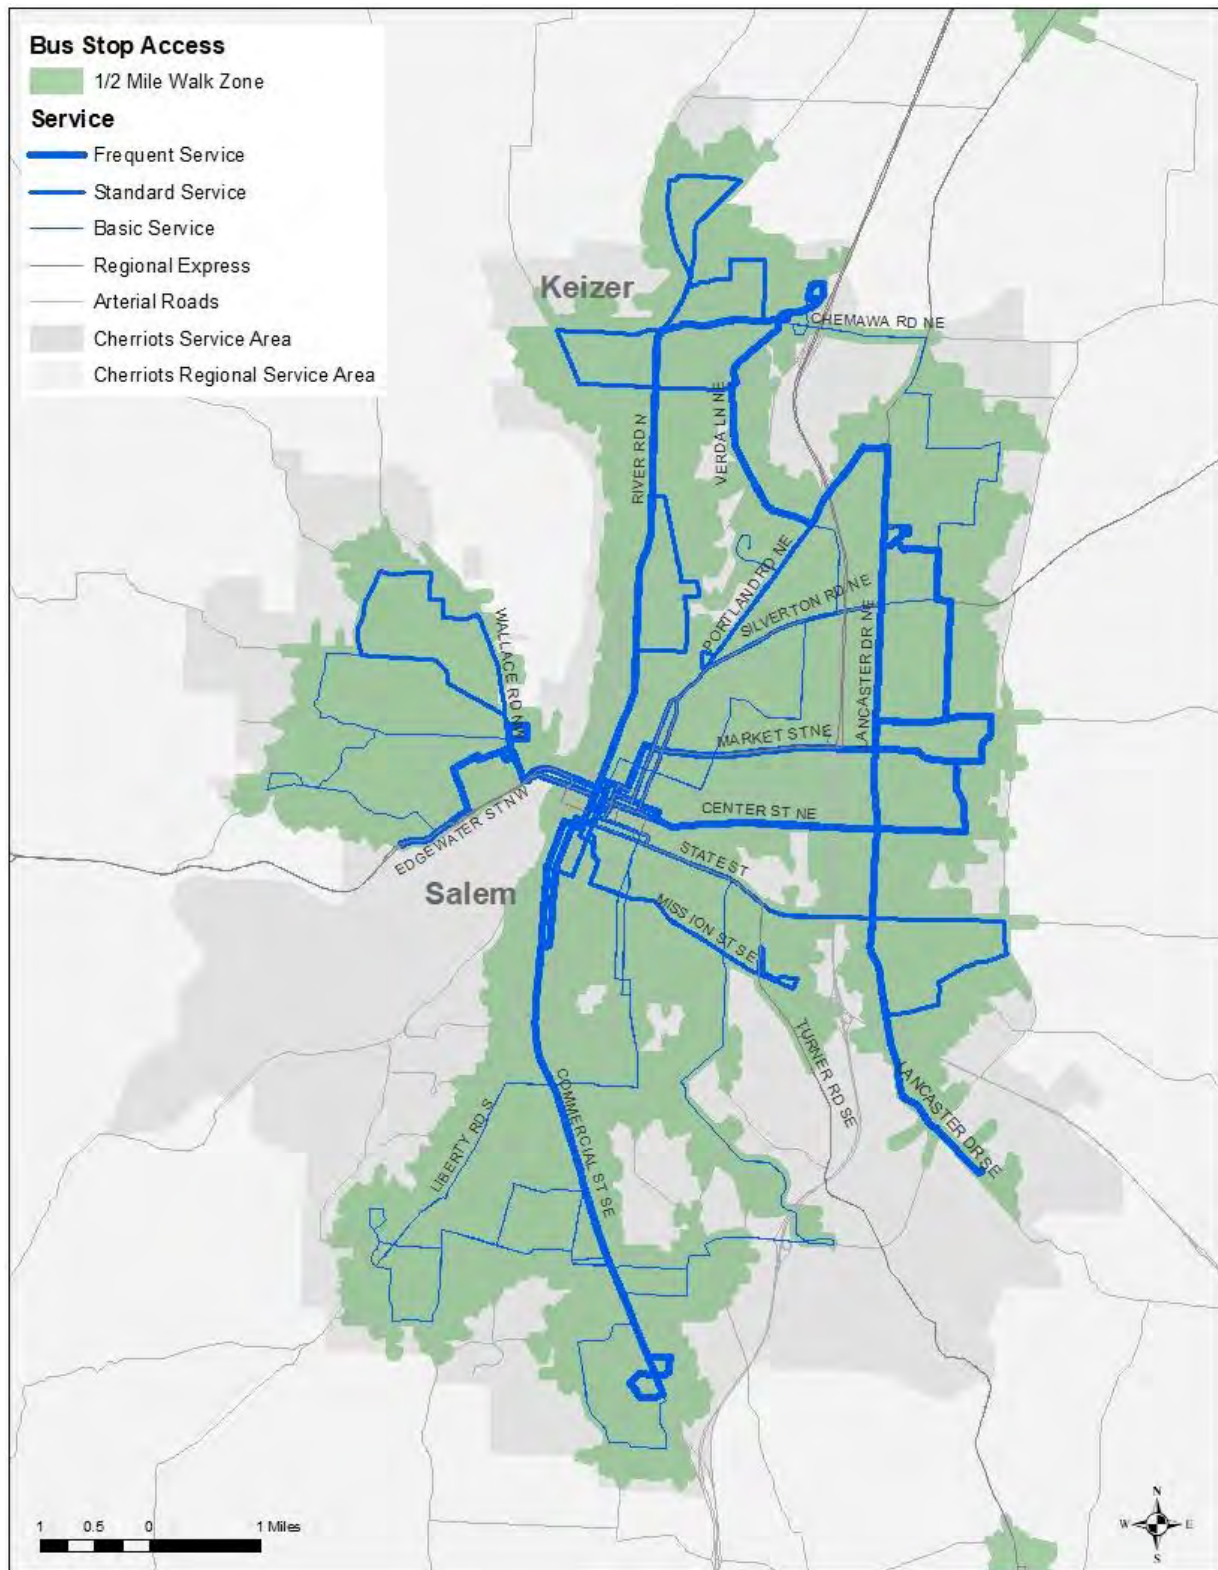 Bus Stop Access
1/2 Mile Walk Zone
Service
Frequent Service
Standard Service
Basic Service
Regional Express
Arterial Roads
Cherriots Service Area
Cherriots Regional Service Area
Keizer
CHEMAWA RD NE
RIVER RD N
VERDA LN NE
PORTLAND RD NE
SILVERTON RD NE
LANCASTER DR NE
WALLACE RD NW
MARKET ST NE
CENTER ST NE
EDGEWATER ST NW
STATE ST
Salem
MISSION ST SE
TURNER RD SE
LANCASTER DR SE
COMMERCIAL ST SE
LIBERTY RD S
1 0.5 0 1 Miles
N
W E
S